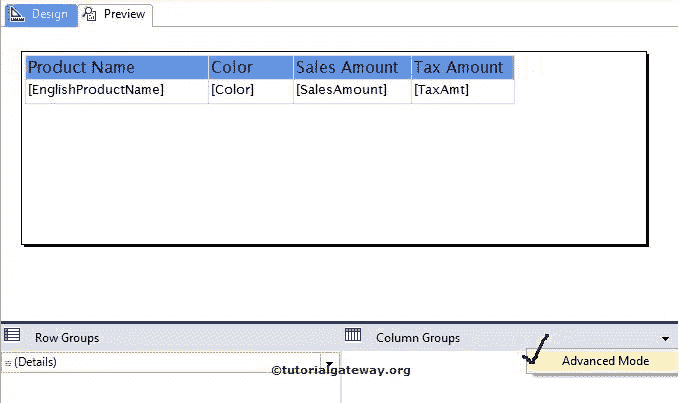 Design Preview
Product Name Color Sales Amount Tax Amount
[EnglishProductName] [Color] [SalesAmount] [TaxAmt]
Row Groups Column Groups
(Details) Advanced Mode
©tutorialgateway.org